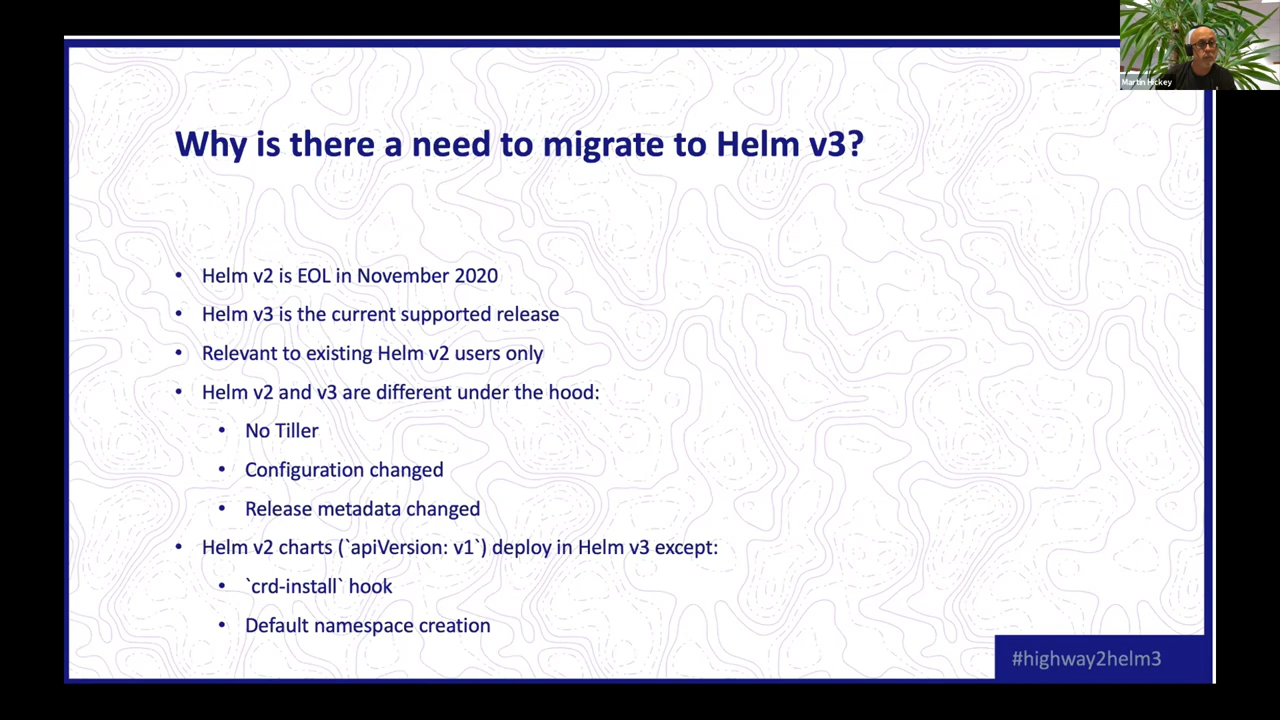 Martin Hickey
Why is there a need to migrate to Helm v3?
• Helm v2 is EOL in November 2020
• Helm v3 is the current supported release
• Relevant to existing Helm v2 users only
• Helm v2 and v3 are different under the hood:
• No Tiller
• Configuration changed
• Release metadata changed
• Helm v2 charts (`apiVersion: v1`) deploy in Helm v3 except:
• `crd-install` hook
• Default namespace creation
#highway2helm3